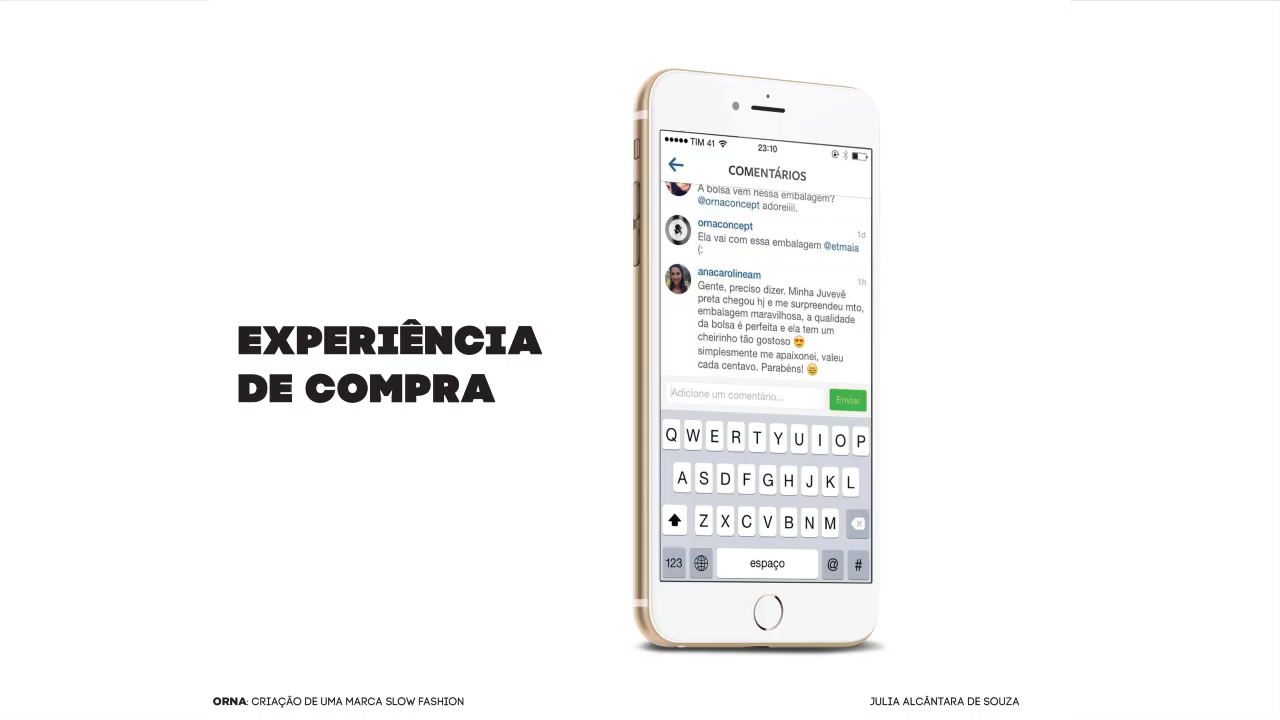 EXPERIÊNCIA
DE COMPRA
TIM 41
23:10
COMENTÁRIOS
A bolsa vem nessa embalagem?
@ornaconcept adoreiiii.
ornaconcept
1d
Ela vai com essa embalagem @etmaia
(:
anacarolineam
1h
Gente, preciso dizer. Minha Juvevê
preta chegou hj e me surpreendeu mto,
embalagem maravilhosa, a qualidade
da bolsa é perfeita e ela tem um
cheirinho tão gostoso 😍
simplesmente me apaixonei, valeu
cada centavo. Parabéns! 😄
Adicione um comentário...
Enviar
Q W E R T Y U I O P
A S D F G H J K L
Z X C V B N M
123 espaço @ #
ORNA: CRIAÇÃO DE UMA MARCA SLOW FASHION
JULIA ALCÂNTARA DE SOUZA